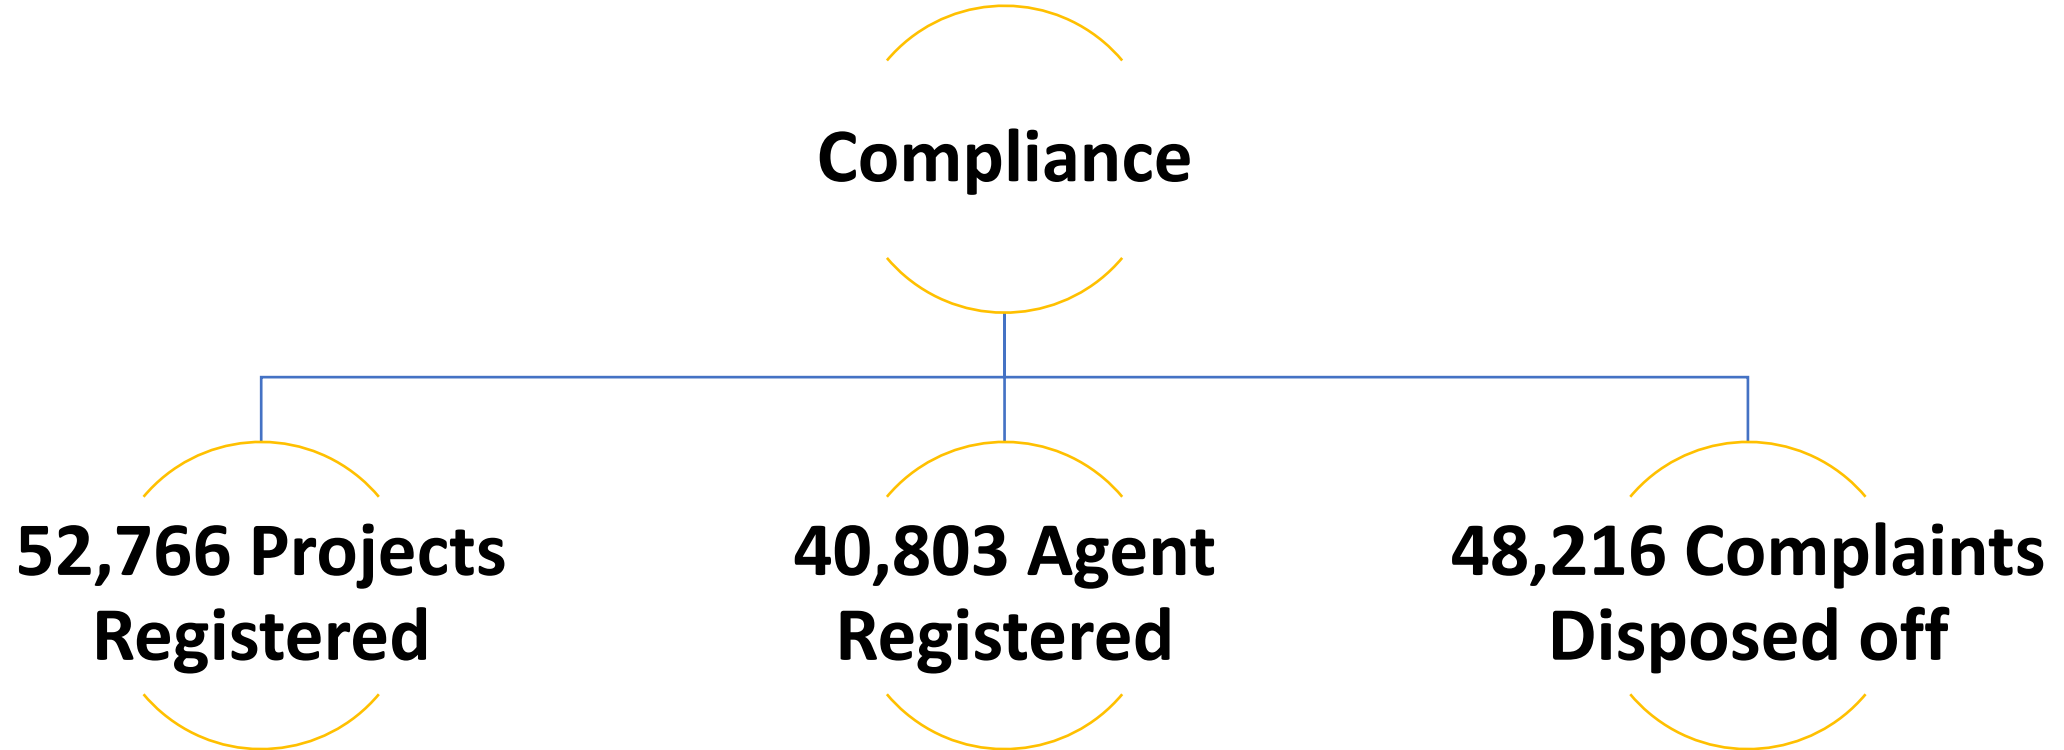 Compliance
52,766 Projects
Registered
40,803 Agent
Registered
48,216 Complaints
Disposed off